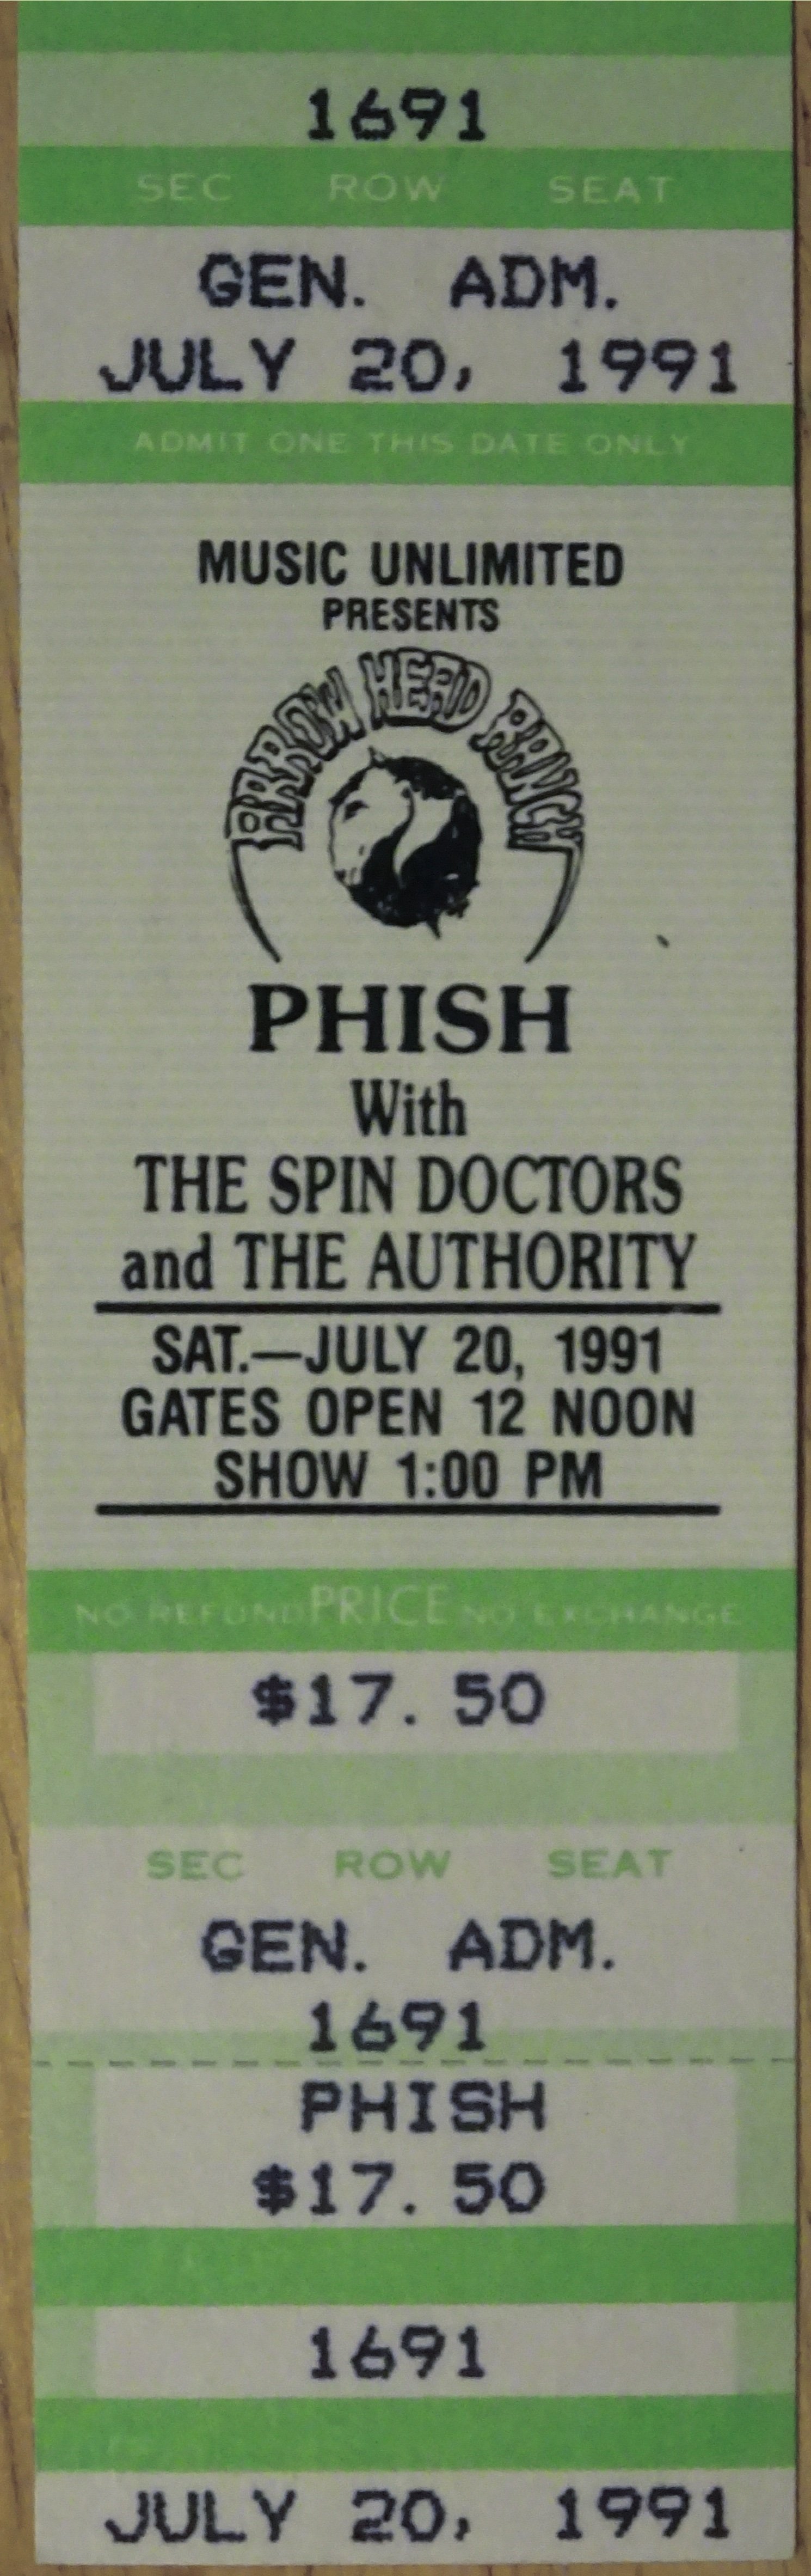 1691
SEC ROW SEAT
GEN. ADM.
JULY 20, 1991
ADMIT ONE THIS DATE ONLY
MUSIC UNLIMITED
PRESENTS
ARROW HEAD RANCH
PHISH
With
THE SPIN DOCTORS
and THE AUTHORITY
SAT.—JULY 20, 1991
GATES OPEN 12 NOON
SHOW 1:00 PM
NO REFUND PRICE NO EXCHANGE
$17.50
SEC ROW SEAT
GEN. ADM.
1691
PHISH
$17.50
1691
JULY 20, 1991